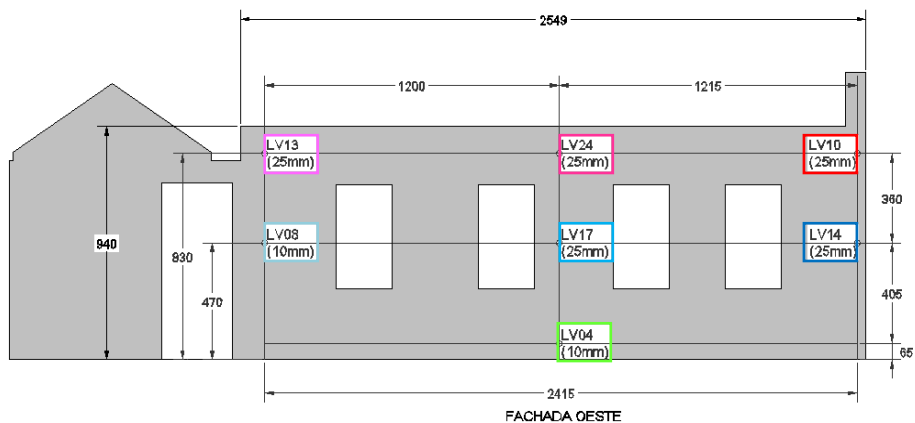 2549
1200
1215
LV13
(25mm)
LV24
(25mm)
LV10
(25mm)
360
940
930
LV08
(10mm)
LV17
(25mm)
LV14
(25mm)
470
405
LV04
(10mm)
65
2415
FACHADA OESTE